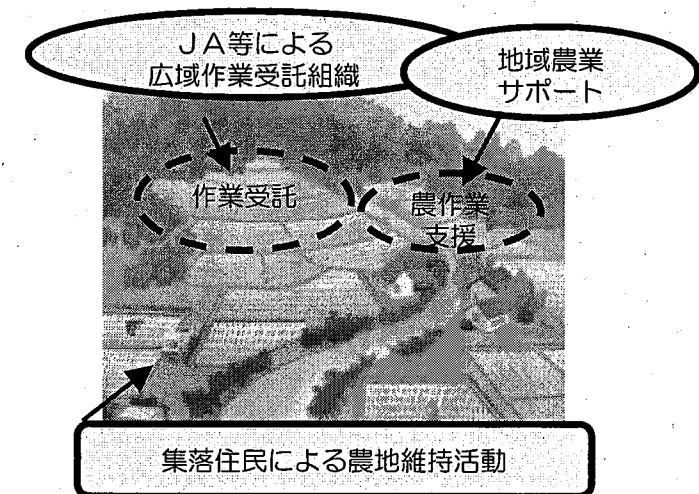 ＪＡ等による
広域作業受託組織
地域農業
サポート
作業受託
農作業
支援
集落住民による農地維持活動